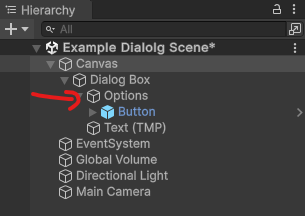 Hierarchy
All
Example Dialolg Scene*
Canvas
Dialog Box
Options
Button
Text (TMP)
EventSystem
Global Volume
Directional Light
Main Camera